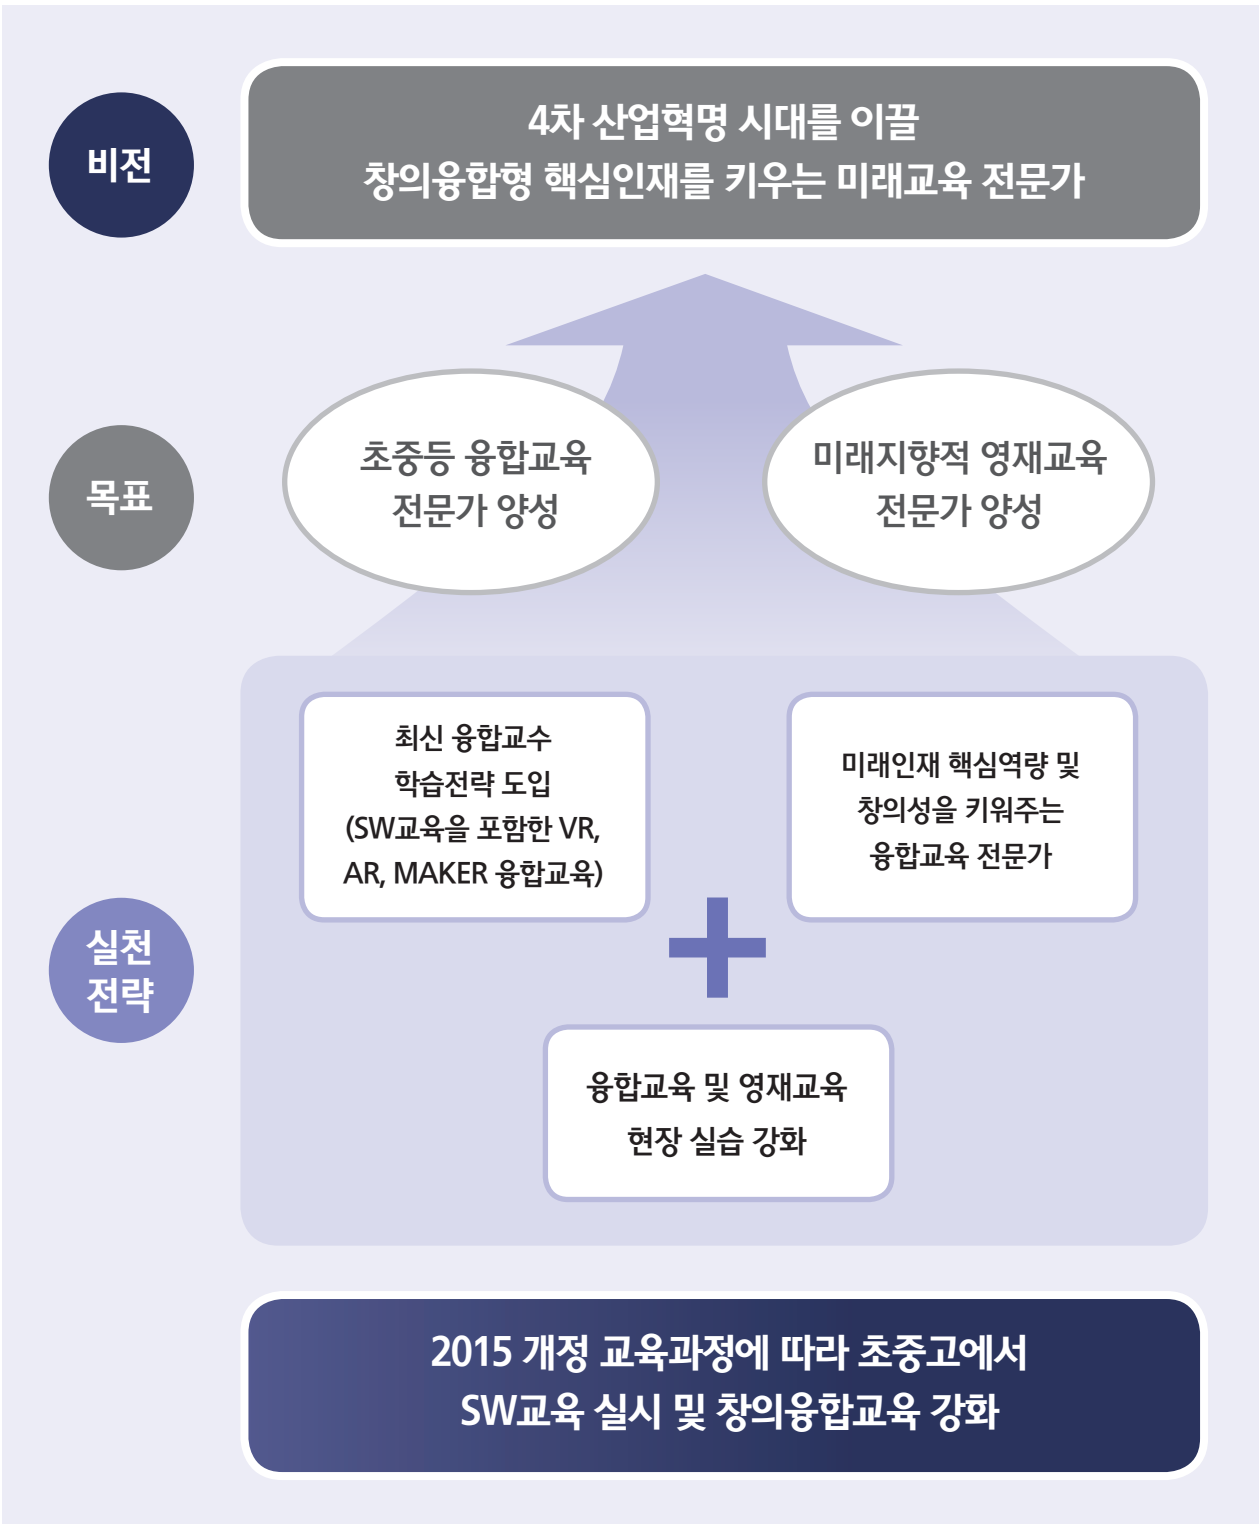 비전
4차 산업혁명 시대를 이끌
창의융합형 핵심인재를 키우는 미래교육 전문가
목표
초중등 융합교육
전문가 양성
미래지향적 영재교육
전문가 양성
실천
전략
최신 융합교수
학습전략 도입
(SW교육을 포함한 VR,
AR, MAKER 융합교육)
미래인재 핵심역량 및
창의성을 키워주는
융합교육 전문가
융합교육 및 영재교육
현장 실습 강화
2015 개정 교육과정에 따라 초중고에서
SW교육 실시 및 창의융합교육 강화